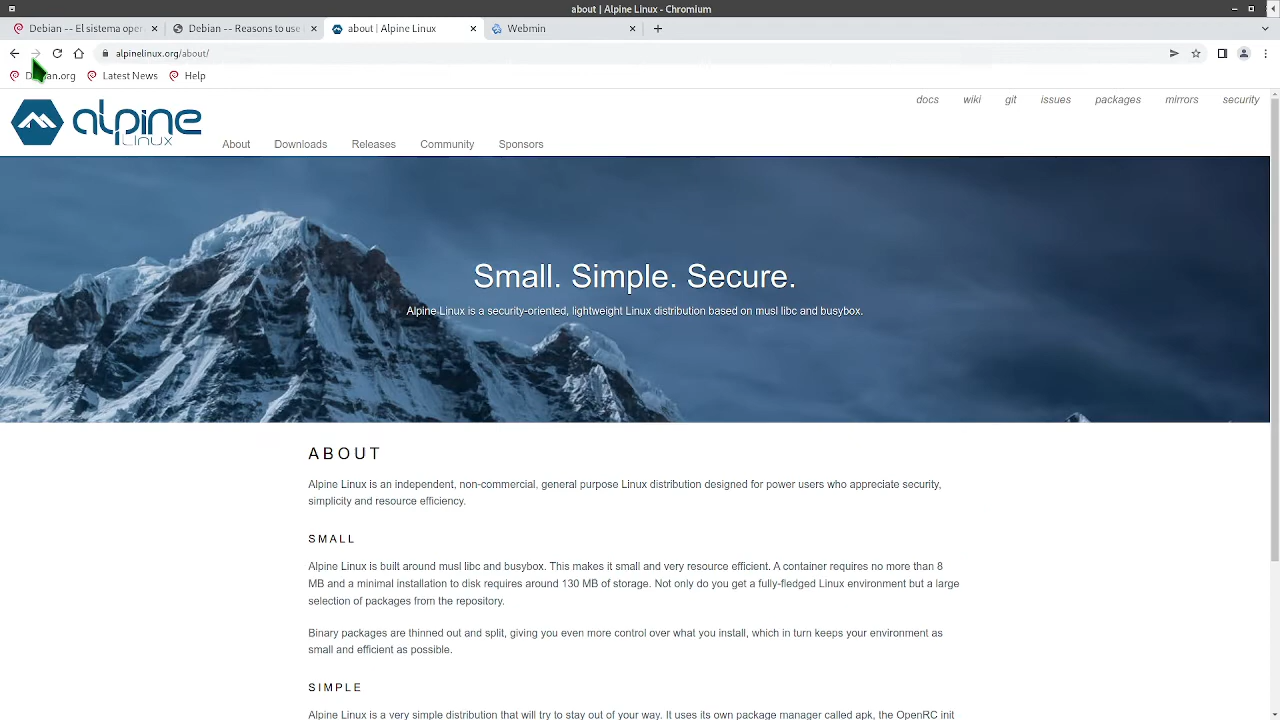 about | Alpine Linux - Chromium
Debian -- El sistema oper
Debian -- Reasons to use
about | Alpine Linux
Webmin
alpinelinux.org/about/
Debian.org
Latest News
Help
alpine
LINUX
docs
wiki
git
issues
packages
mirrors
security
About
Downloads
Releases
Community
Sponsors
Small. Simple. Secure.
Alpine Linux is a security-oriented, lightweight Linux distribution based on musl libc and busybox.
ABOUT
Alpine Linux is an independent, non-commercial, general purpose Linux distribution designed for power users who appreciate security,
simplicity and resource efficiency.
SMALL
Alpine Linux is built around musl libc and busybox. This makes it small and very resource efficient. A container requires no more than 8
MB and a minimal installation to disk requires around 130 MB of storage. Not only do you get a fully-fledged Linux environment but a large
selection of packages from the repository.
Binary packages are thinned out and split, giving you even more control over what you install, which in turn keeps your environment as
small and efficient as possible.
SIMPLE
Alpine Linux is a very simple distribution that will try to stay out of your way. It uses its own package manager called apk, the OpenRC init